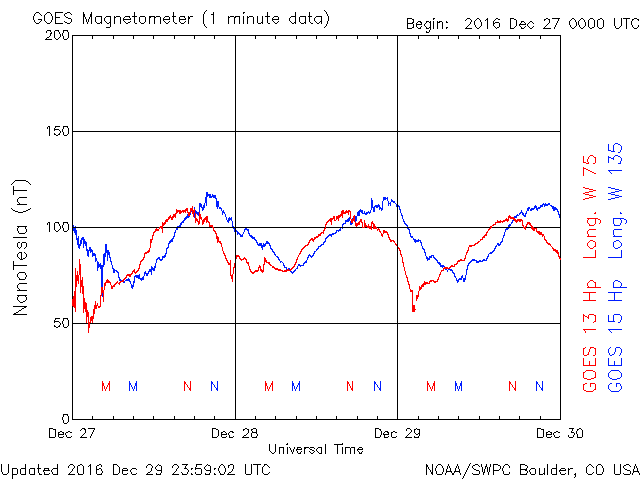 GOES Magnetometer (1 minute data)
Begin: 2016 Dec 27 0000 UTC
200
150
100
50
0
NanoTesla (nT)
M M N N M M N N M M N N
Dec 27 Dec 28 Dec 29 Dec 30
Universal Time
GOES 13 Hp Long. W 75
GOES 15 Hp Long. W 135
Updated 2016 Dec 29 23:59:02 UTC
NOAA/SWPC Boulder, CO USA